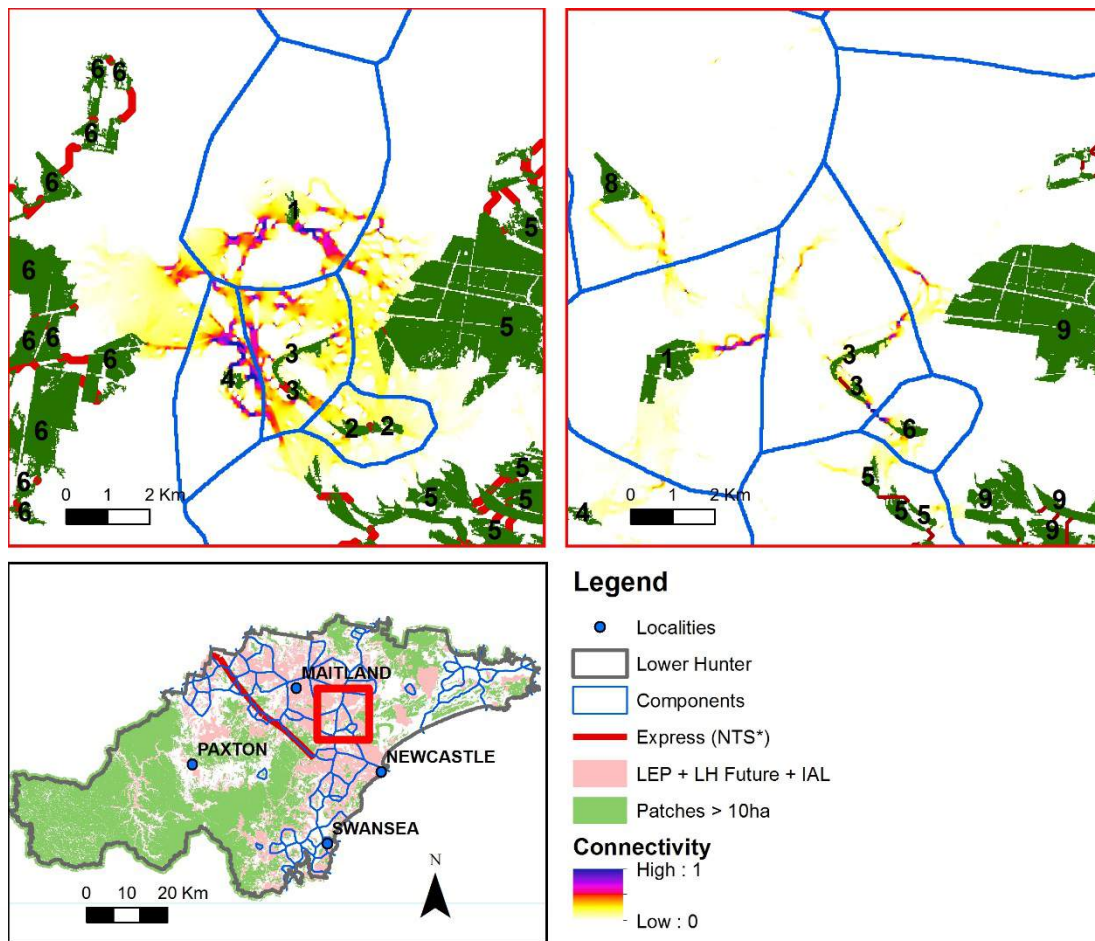 6 6
6
6
1
5
6
5
6 6
6
3
4
3
6
2 2
6
5
5
5
6
5
0 1 2 Km
8
9
3
1
3
6
5
9
9
5 5
9
4
0 1 2 Km
MAITLAND
PAXTON
NEWCASTLE
SWANSEA
N
0 10 20 Km
Legend
Localities
Lower Hunter
Components
Express (NTS*)
LEP + LH Future + IAL
Patches > 10ha
Connectivity
High : 1
Low : 0